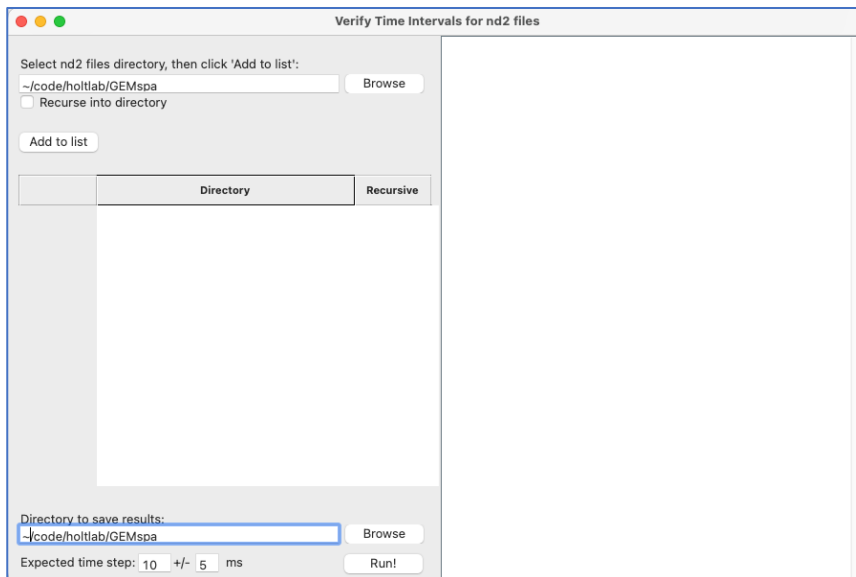 Verify Time Intervals for nd2 files
Select nd2 files directory, then click 'Add to list':
~/code/holtlab/GEMspa Browse
Recurse into directory
Add to list
Directory Recursive
Directory to save results:
~/code/holtlab/GEMspa Browse
Expected time step: 10 +/- 5 ms Run!